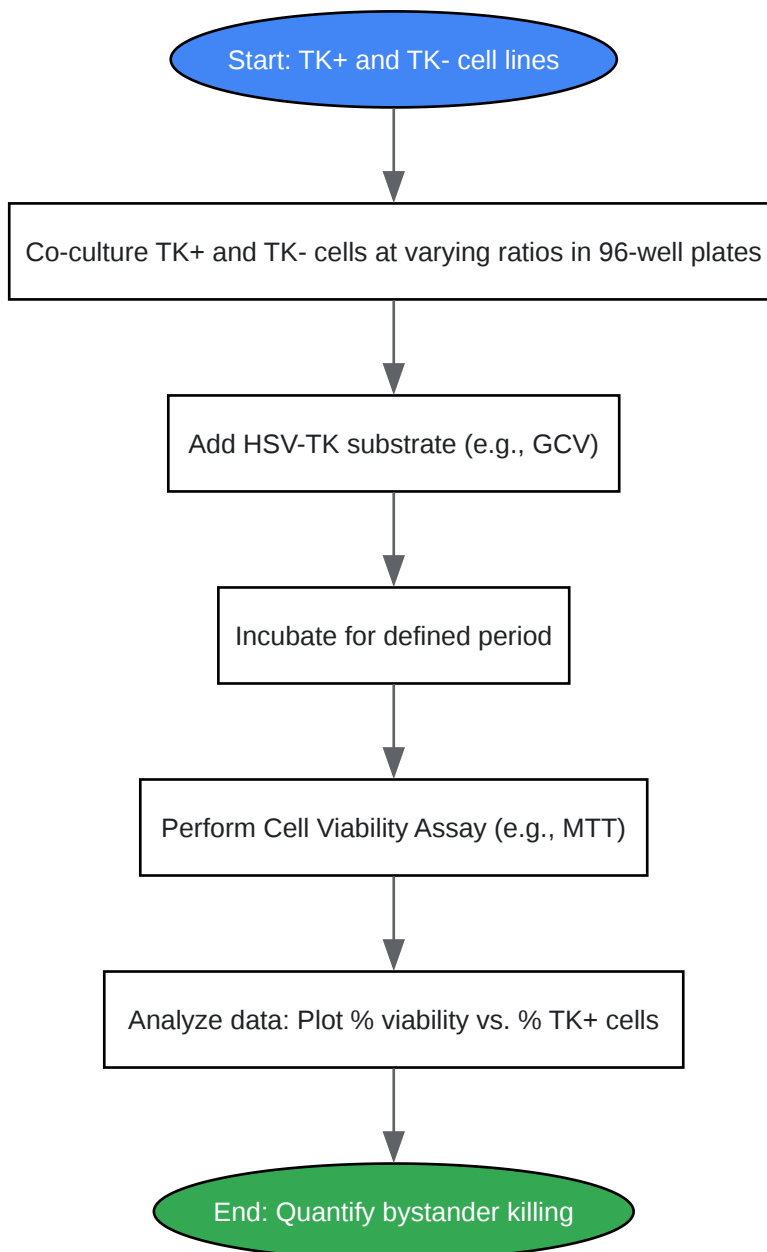 Start: TK+ and TK- cell lines
Co-culture TK+ and TK- cells at varying ratios in 96-well plates
Add HSV-TK substrate (e.g., GCV)
Incubate for defined period
Perform Cell Viability Assay (e.g., MTT)
Analyze data: Plot % viability vs. % TK+ cells
End: Quantify bystander killing